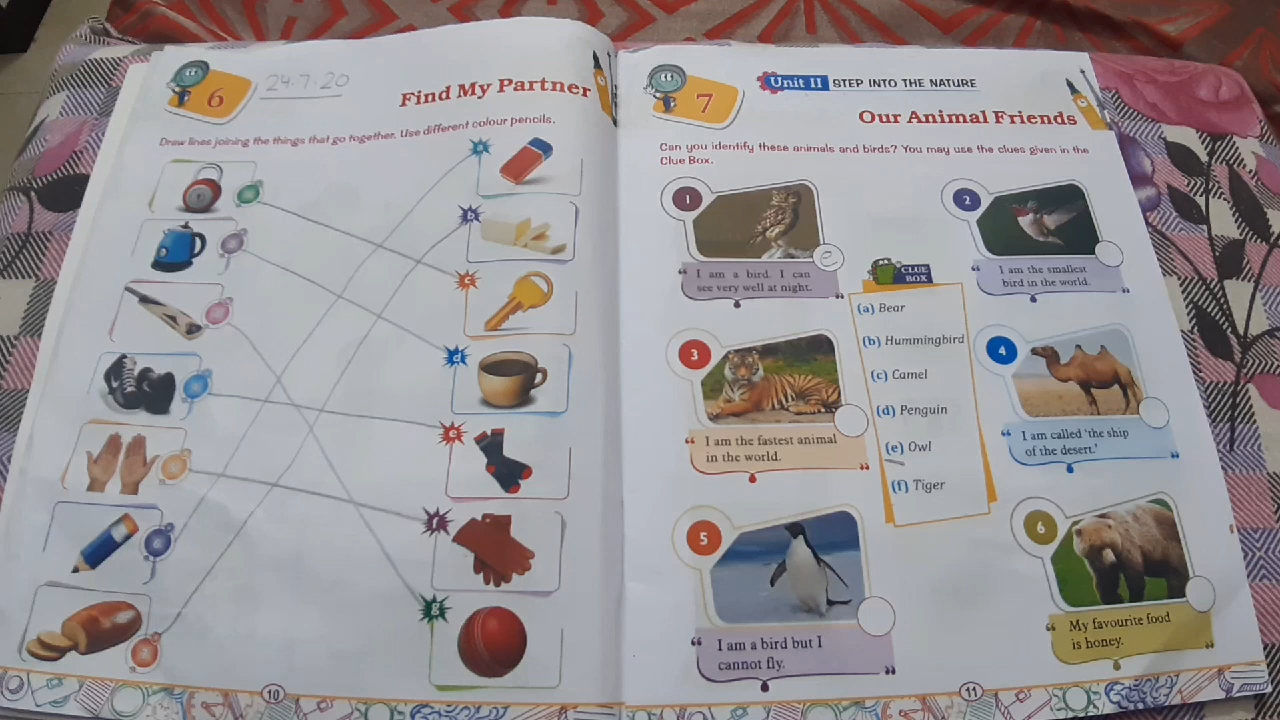 6
24.7.20
Find My Partner
Draw lines joining the things that go together. Use different colour pencils.
a
b
c
d
e
f
g
10
7
Unit II STEP INTO THE NATURE
Our Animal Friends
Can you identify these animals and birds? You may use the clues given in the
Clue Box.
1
e
“ I am a bird. I can
see very well at night. ”
2
“ I am the smallest
bird in the world. ”
CLUE
BOX
(a) Bear
(b) Hummingbird
(c) Camel
(d) Penguin
(e) Owl
(f) Tiger
3
“ I am the fastest animal
in the world. ”
4
“ I am called ‘the ship
of the desert.’ ”
5
“ I am a bird but I
cannot fly. ”
6
“ My favourite food
is honey. ”
11